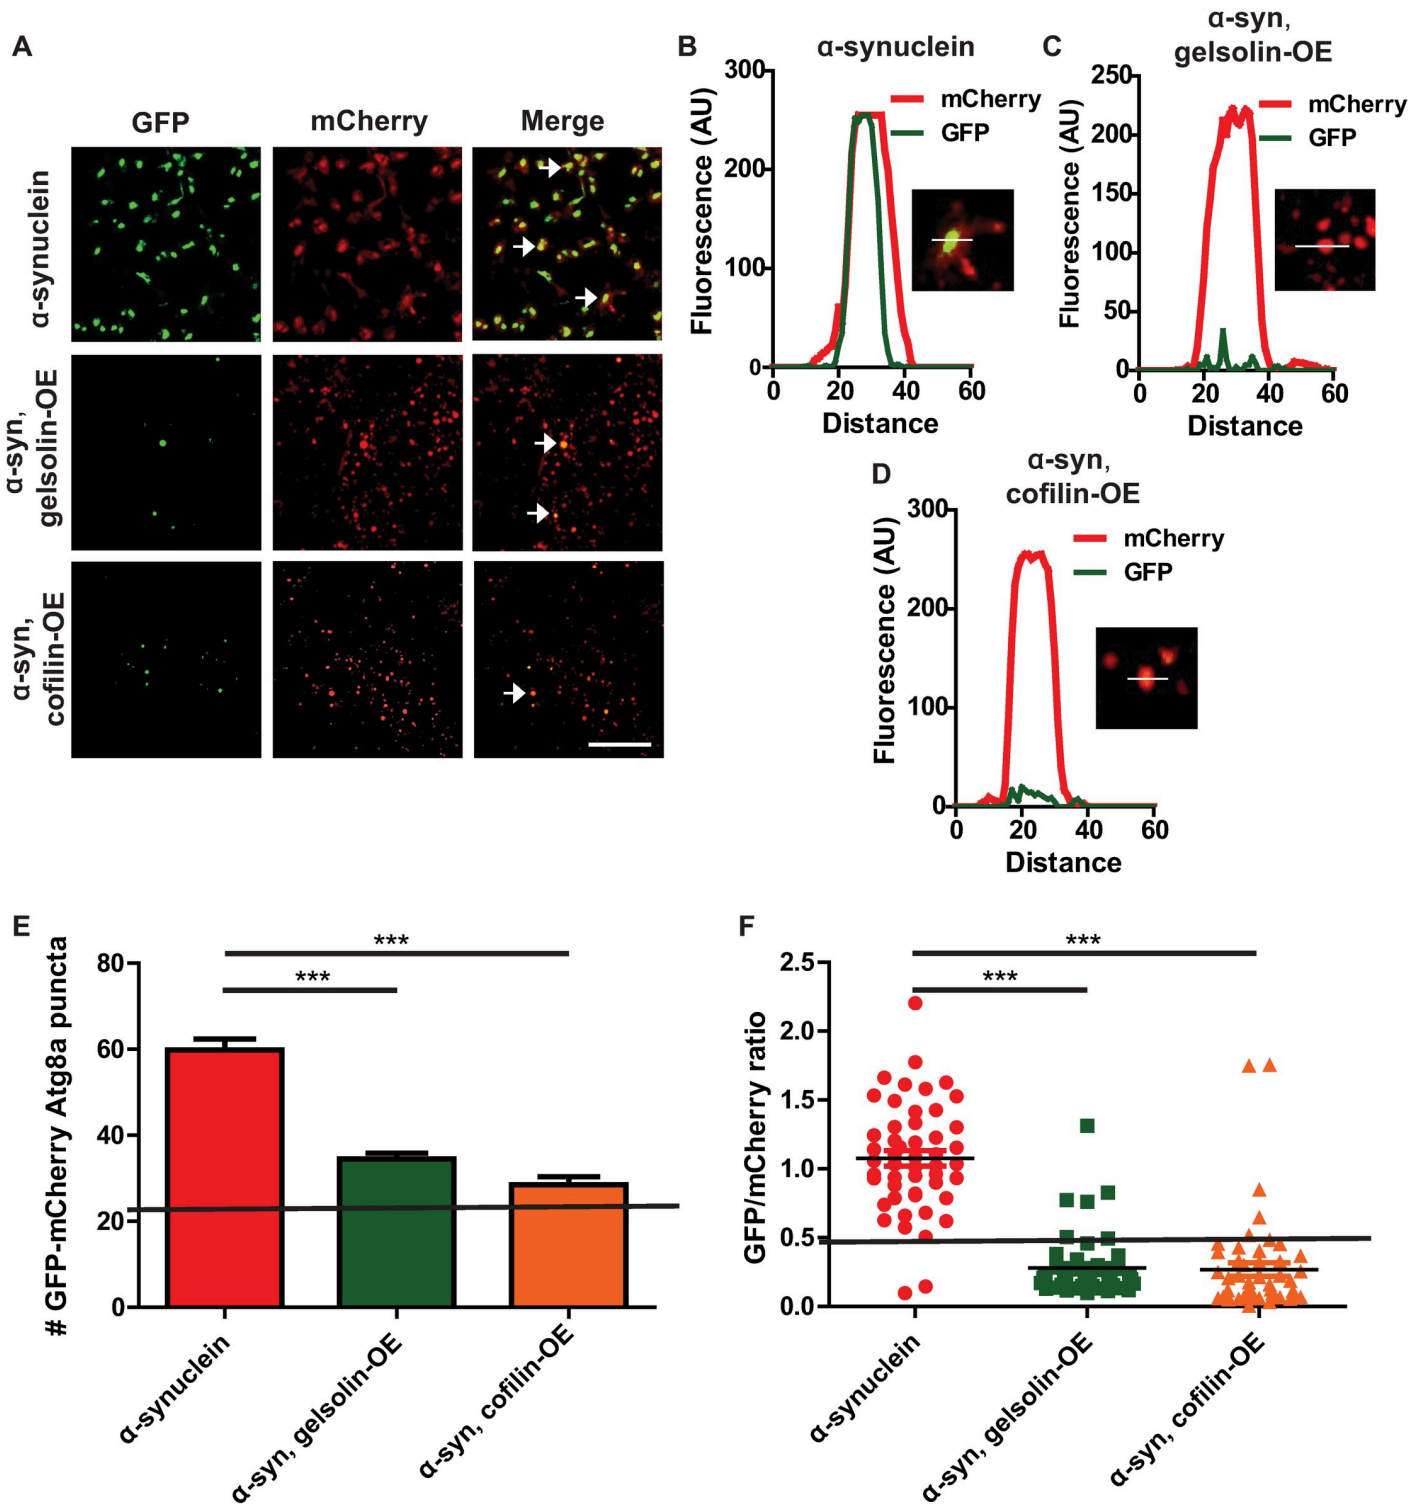 A
GFP
mCherry
Merge
α-synuclein
α-syn,
gelsolin-OE
α-syn,
cofilin-OE
B
α-synuclein
Fluorescence (AU)
300
200
100
0
0 20 40 60
Distance
mCherry
GFP
C
α-syn,
gelsolin-OE
Fluorescence (AU)
250
200
150
100
50
0
0 20 40 60
Distance
mCherry
GFP
D
α-syn,
cofilin-OE
Fluorescence (AU)
300
200
100
0
0 20 40 60
Distance
mCherry
GFP
E
# GFP-mCherry Atg8a puncta
80
60
40
20
0
***
***
α-synuclein
α-syn, gelsolin-OE
α-syn, cofilin-OE
F
GFP/mCherry ratio
2.5
2.0
1.5
1.0
0.5
0.0
***
***
α-synuclein
α-syn, gelsolin-OE
α-syn, cofilin-OE